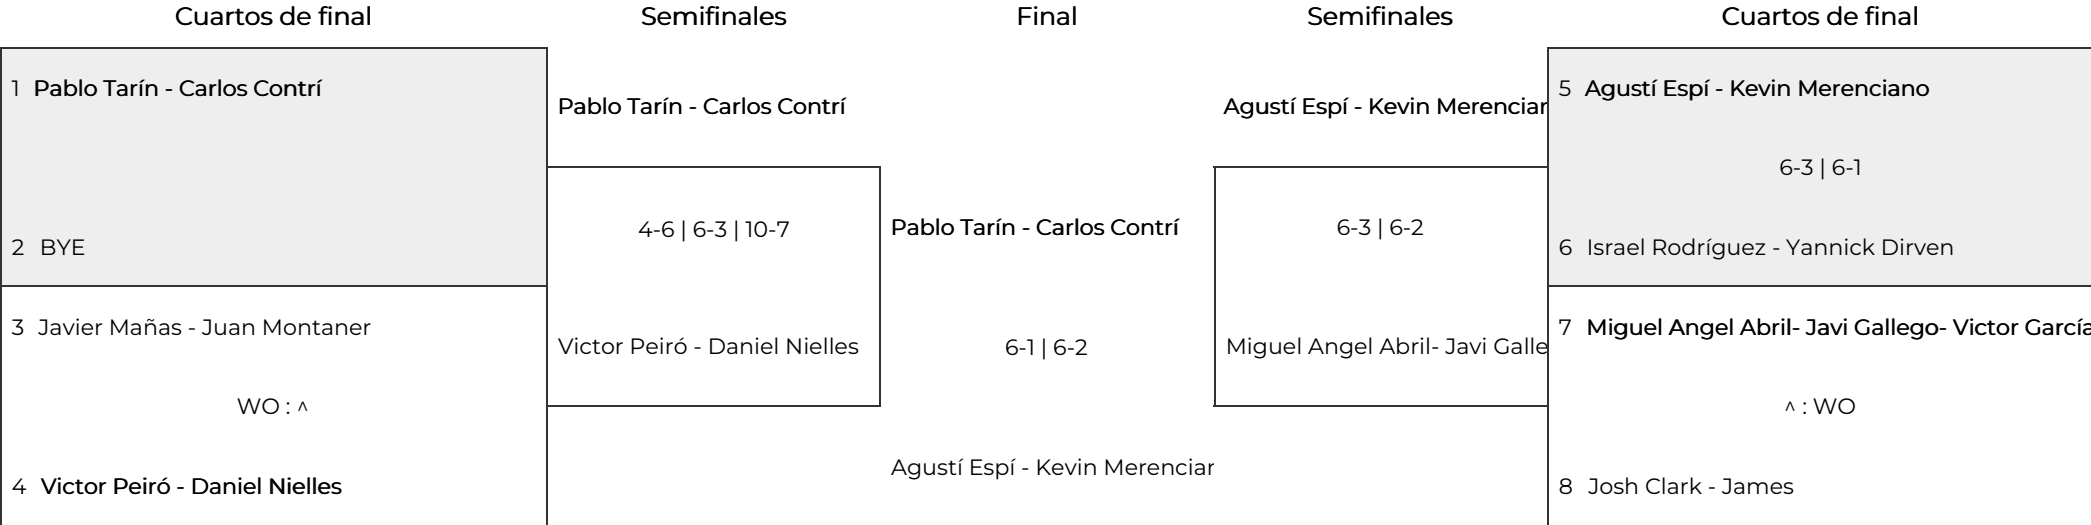 Cuartos de final
Semifinales
Final
Semifinales
Cuartos de final
1 Pablo Tarín - Carlos Contrí
2 BYE
3 Javier Mañas - Juan Montaner
WO : ^
4 Victor Peiró - Daniel Nielles
Pablo Tarín - Carlos Contrí
4-6 | 6-3 | 10-7
Victor Peiró - Daniel Nielles
Pablo Tarín - Carlos Contrí
6-1 | 6-2
Agustí Espí - Kevin Merenciar
Agustí Espí - Kevin Merenciar
6-3 | 6-2
Miguel Angel Abril- Javi Galle
5 Agustí Espí - Kevin Merenciano
6-3 | 6-1
6 Israel Rodríguez - Yannick Dirven
7 Miguel Angel Abril- Javi Gallego- Victor García
^ : WO
8 Josh Clark - James